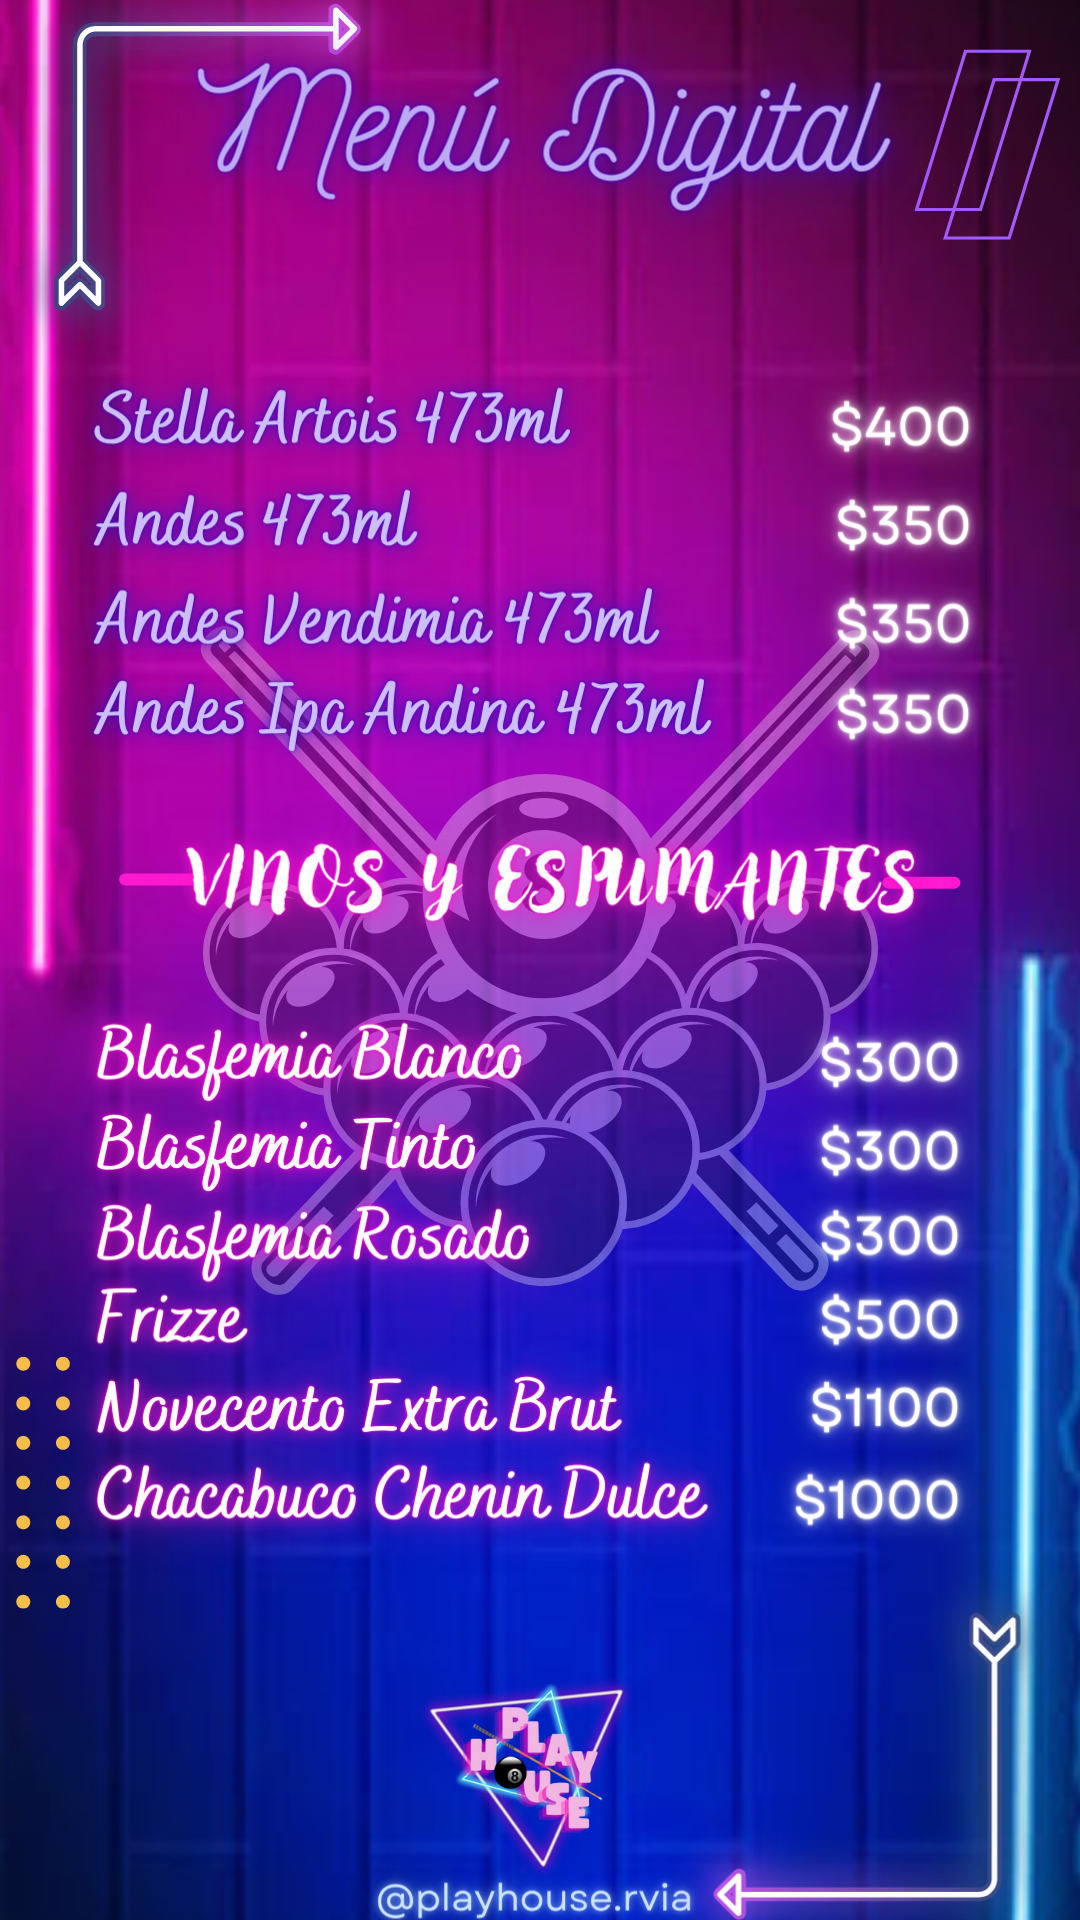 Menú Digital
Stella Artois 473ml $400
Andes 473ml $350
Andes Vendimia 473ml $350
Andes Ipa Andina 473ml $350
VINOS y ESPUMANTES
Blasfemia Blanco $300
Blasfemia Tinto $300
Blasfemia Rosado $300
Frizze $500
Novecento Extra Brut $1100
Chacabuco Chenin Dulce $1000
PLAY
H8USE
@playhouse.rvia